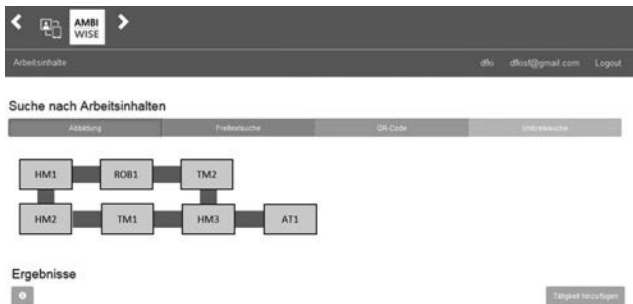 AMBI
WISE
Arbeitsinhalte dfki dfkisf@gmail.com Logout
Suche nach Arbeitsinhalten
Abbildung Freitextsuche QR-Code Umkreissuche
HM1 ROB1 TM2
HM2 TM1 HM3 AT1
Ergebnisse
Tätigkeit hinzufügen